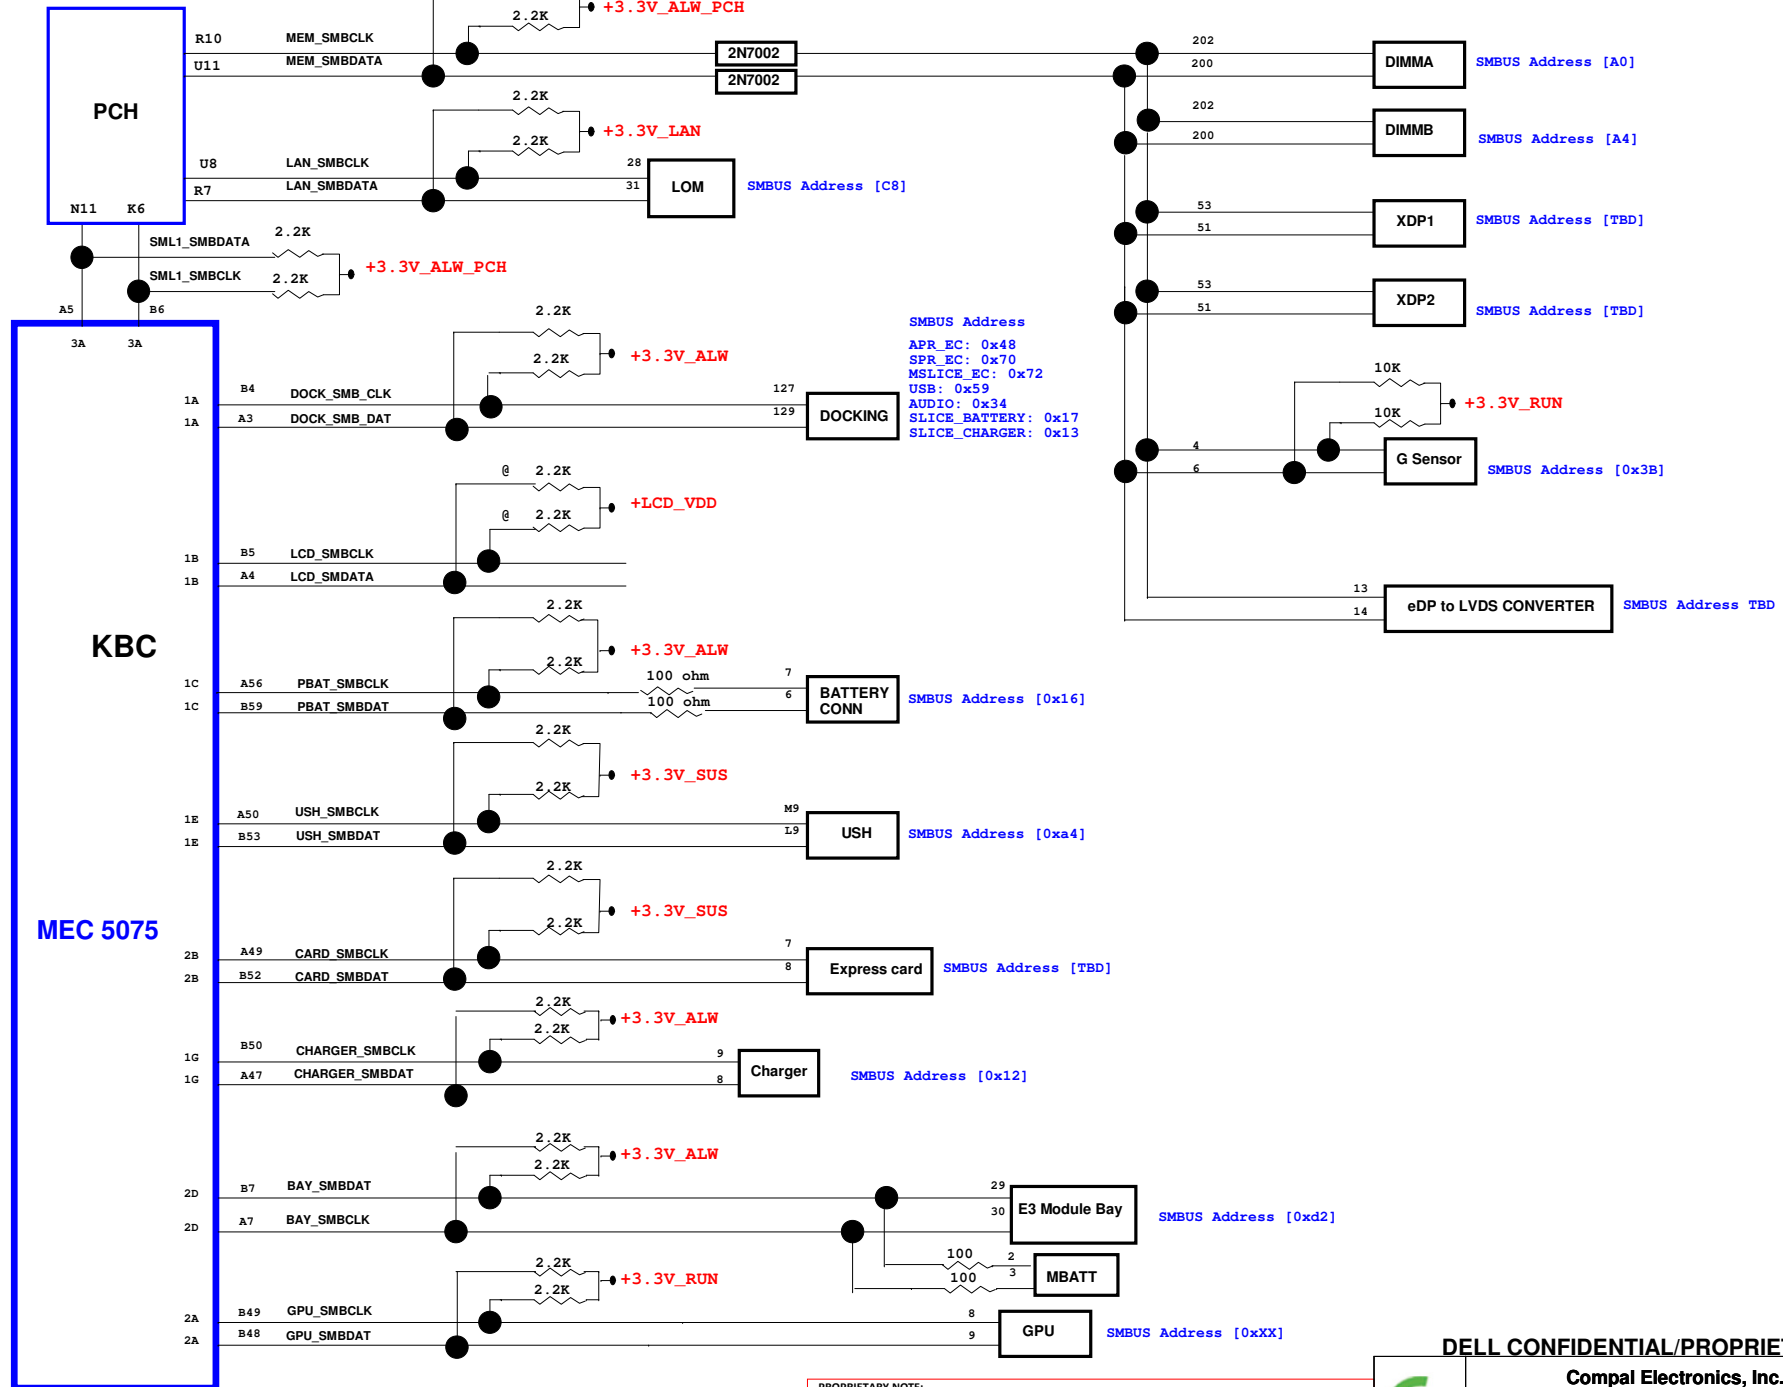 2.2K
+3.3V_ALW_PCH
R10 MEM_SMBCLK
U11 MEM_SMBDATA
2N7002
2N7002
202
200
DIMMA
SMBUS Address [A0]
PCH
2.2K
2.2K
+3.3V_LAN
202
200
DIMMB
SMBUS Address [A4]
U8 LAN_SMBCLK
R7 LAN_SMBDATA
28
31
LOM
SMBUS Address [C8]
N11 K6
53
51
XDP1
SMBUS Address [TBD]
SML1_SMBDATA
2.2K
SML1_SMBCLK
2.2K
+3.3V_ALW_PCH
53
51
XDP2
SMBUS Address [TBD]
A5 B6
3A 3A
2.2K
2.2K
+3.3V_ALW
SMBUS Address
APR_EC: 0x48
SPR_EC: 0x70
MSLICE_EC: 0x72
USB: 0x59
AUDIO: 0x34
SLICE_BATTERY: 0x17
SLICE_CHARGER: 0x13
1A B4 DOCK_SMB_CLK
1A A3 DOCK_SMB_DAT
127
129
DOCKING
10K
10K
+3.3V_RUN
4
6
G Sensor
SMBUS Address [0x3B]
@ 2.2K
@ 2.2K
+LCD_VDD
1B B5 LCD_SMBCLK
1B A4 LCD_SMDATA
13
14
eDP to LVDS CONVERTER
SMBUS Address TBD
KBC
2.2K
2.2K
+3.3V_ALW
1C A56 PBAT_SMBCLK
1C B59 PBAT_SMBDAT
100 ohm
100 ohm
7
6
BATTERY
CONN
SMBUS Address [0x16]
2.2K
2.2K
+3.3V_SUS
1E A50 USH_SMBCLK
1E B53 USH_SMBDAT
M9
L9
USH
SMBUS Address [0xa4]
2.2K
2.2K
+3.3V_SUS
MEC 5075
2B A49 CARD_SMBCLK
2B B52 CARD_SMBDAT
7
8
Express card
SMBUS Address [TBD]
2.2K
2.2K
+3.3V_ALW
1G B50 CHARGER_SMBCLK
1G A47 CHARGER_SMBDAT
9
8
Charger
SMBUS Address [0x12]
2.2K
2.2K
+3.3V_ALW
2D B7 BAY_SMBDAT
2D A7 BAY_SMBCLK
29
30
E3 Module Bay
SMBUS Address [0xd2]
100
100
2
3
MBATT
2.2K
2.2K
+3.3V_RUN
2A B49 GPU_SMBCLK
2A B48 GPU_SMBDAT
8
9
GPU
SMBUS Address [0xXX]
DELL CONFIDENTIAL/PROPRIET
Compal Electronics, Inc.
PROPRIETARY NOTE: